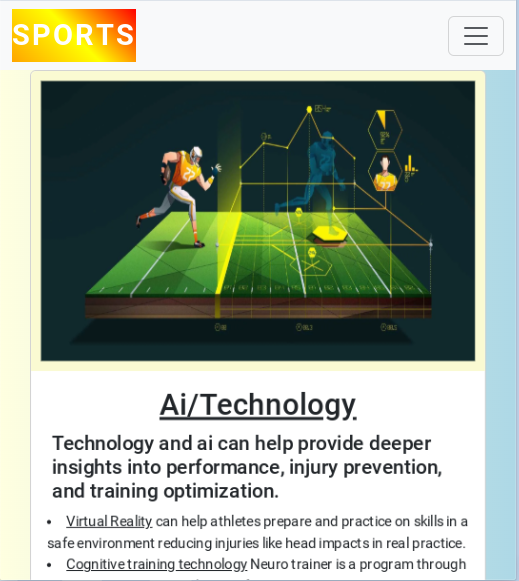 SPORTS
Ai/Technology
Technology and ai can help provide deeper
insights into performance, injury prevention,
and training optimization.
• Virtual Reality can help athletes prepare and practice on skills in a
safe environment reducing injuries like head impacts in real practice.
• Cognitive training technology Neuro trainer is a program through